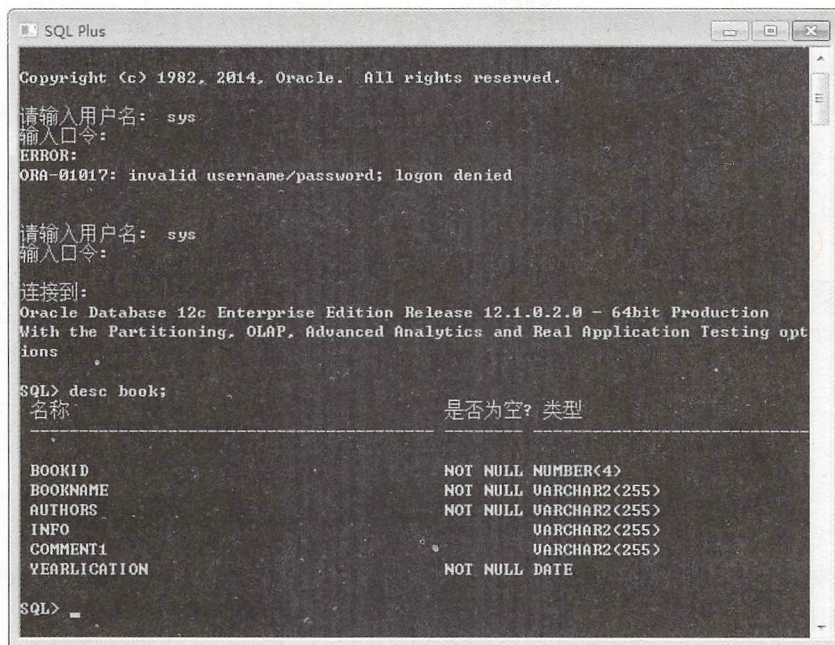 SQL Plus
Copyright (c) 1982, 2014, Oracle.  All rights reserved.
请输入用户名:  sys
输入口令:
ERROR:
ORA-01017: invalid username/password; logon denied
请输入用户名:  sys
输入口令:
连接到:
Oracle Database 12c Enterprise Edition Release 12.1.0.2.0 - 64bit Production
With the Partitioning, OLAP, Advanced Analytics and Real Application Testing opt
ions
SQL> desc book;
名称 是否为空? 类型
BOOKID NOT NULL NUMBER(4)
BOOKNAME NOT NULL VARCHAR2(255)
AUTHORS NOT NULL VARCHAR2(255)
INFO VARCHAR2(255)
COMMENT1 VARCHAR2(255)
YEARLICATION NOT NULL DATE
SQL>